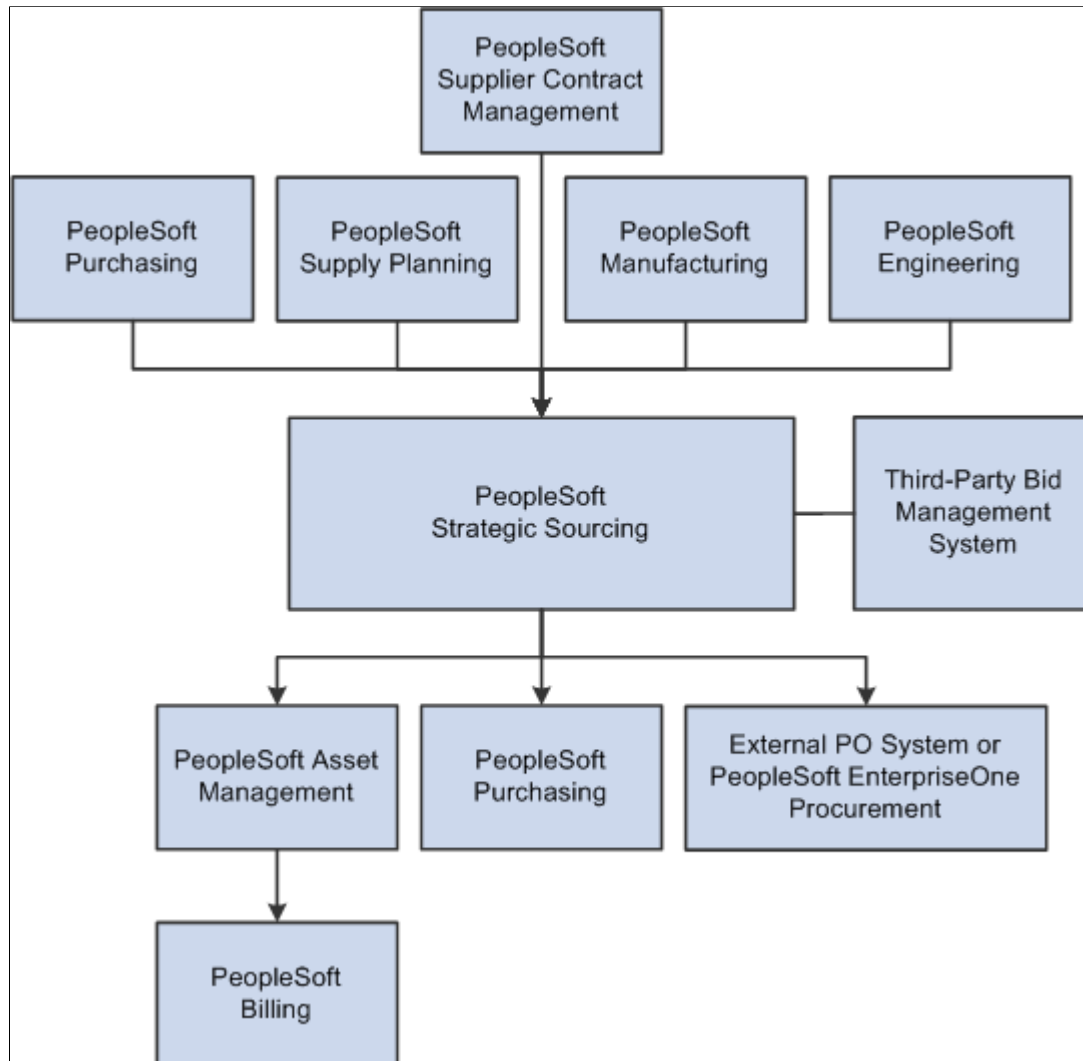 PeopleSoft
Supplier Contract
Management
PeopleSoft
Purchasing
PeopleSoft
Supply Planning
PeopleSoft
Manufacturing
PeopleSoft
Engineering
PeopleSoft
Strategic Sourcing
Third-Party Bid
Management
System
PeopleSoft Asset
Management
PeopleSoft
Purchasing
External PO System or
PeopleSoft EnterpriseOne
Procurement
PeopleSoft
Billing